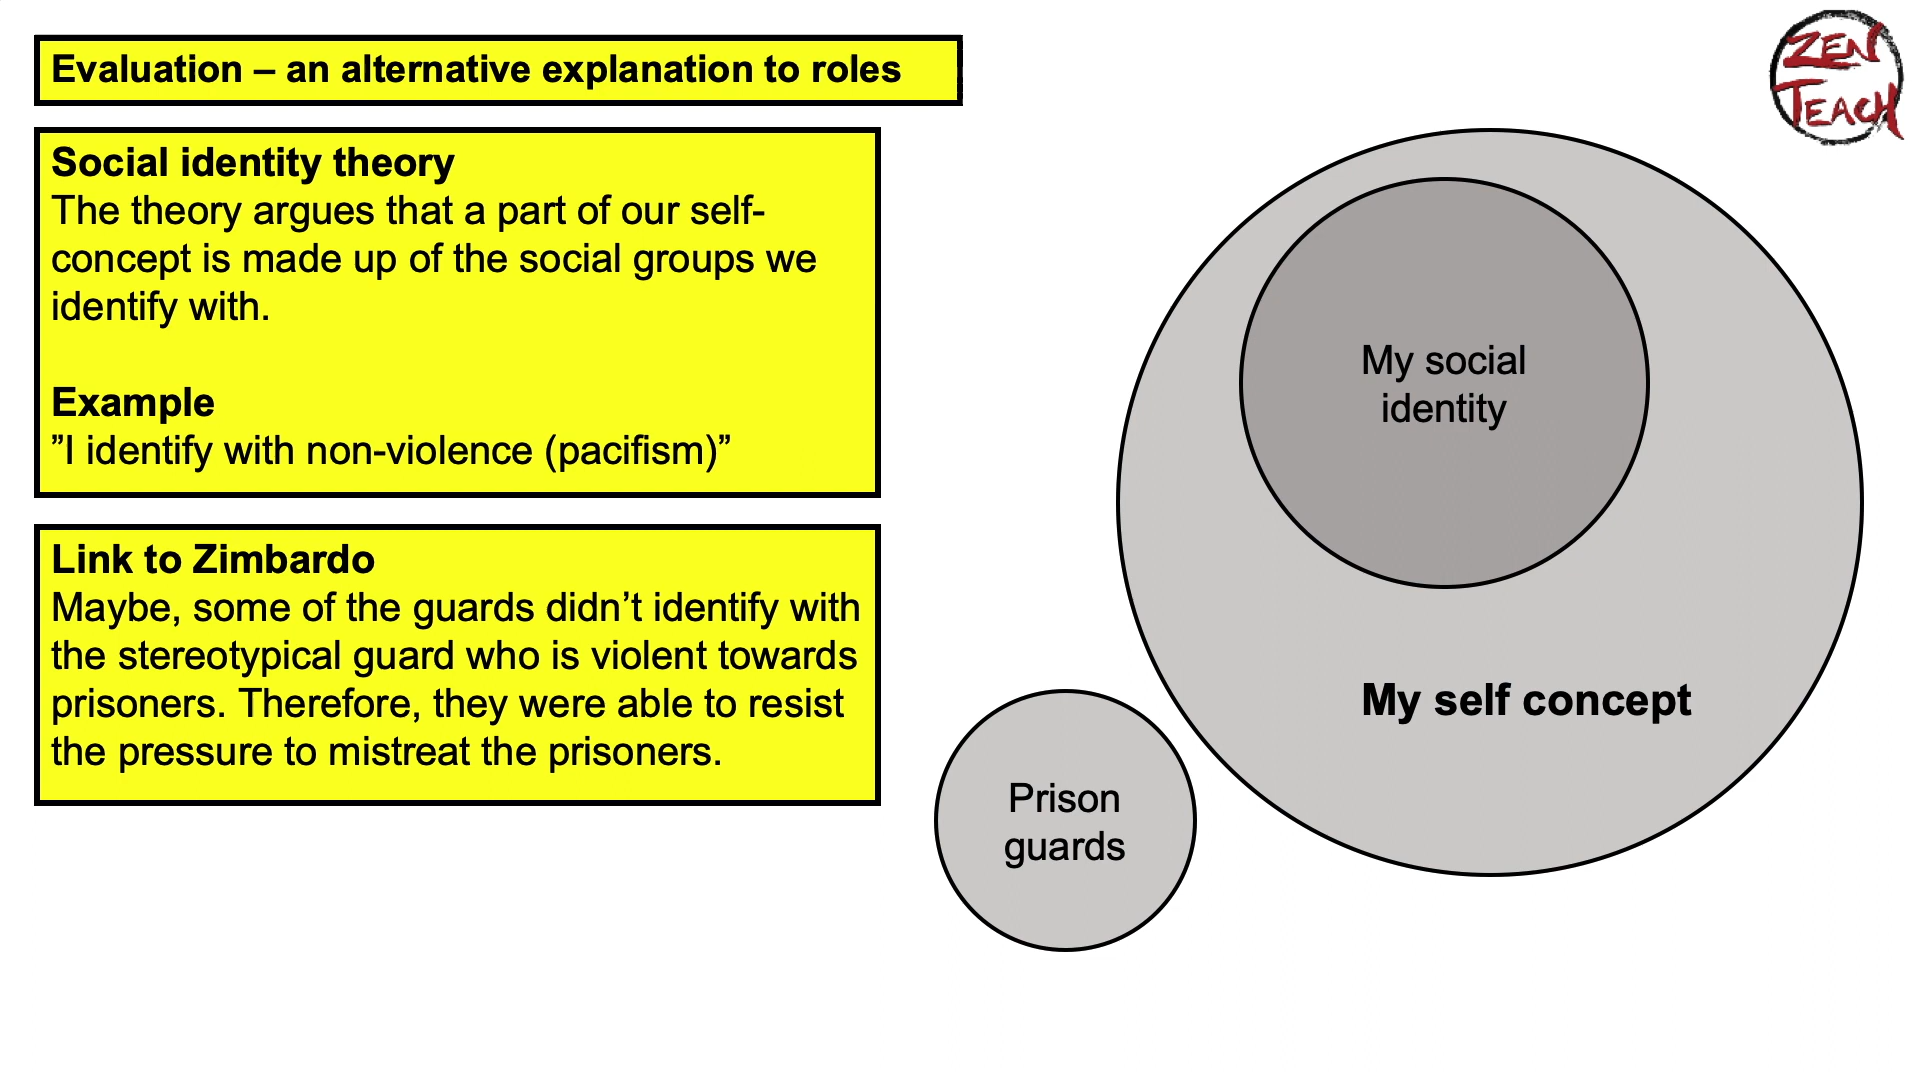 Evaluation – an alternative explanation to roles
ZEN
TEACH
Social identity theory
The theory argues that a part of our self-
concept is made up of the social groups we
identify with.
Example
”I identify with non-violence (pacifism)”
Link to Zimbardo
Maybe, some of the guards didn’t identify with
the stereotypical guard who is violent towards
prisoners. Therefore, they were able to resist
the pressure to mistreat the prisoners.
My social
identity
My self concept
Prison
guards